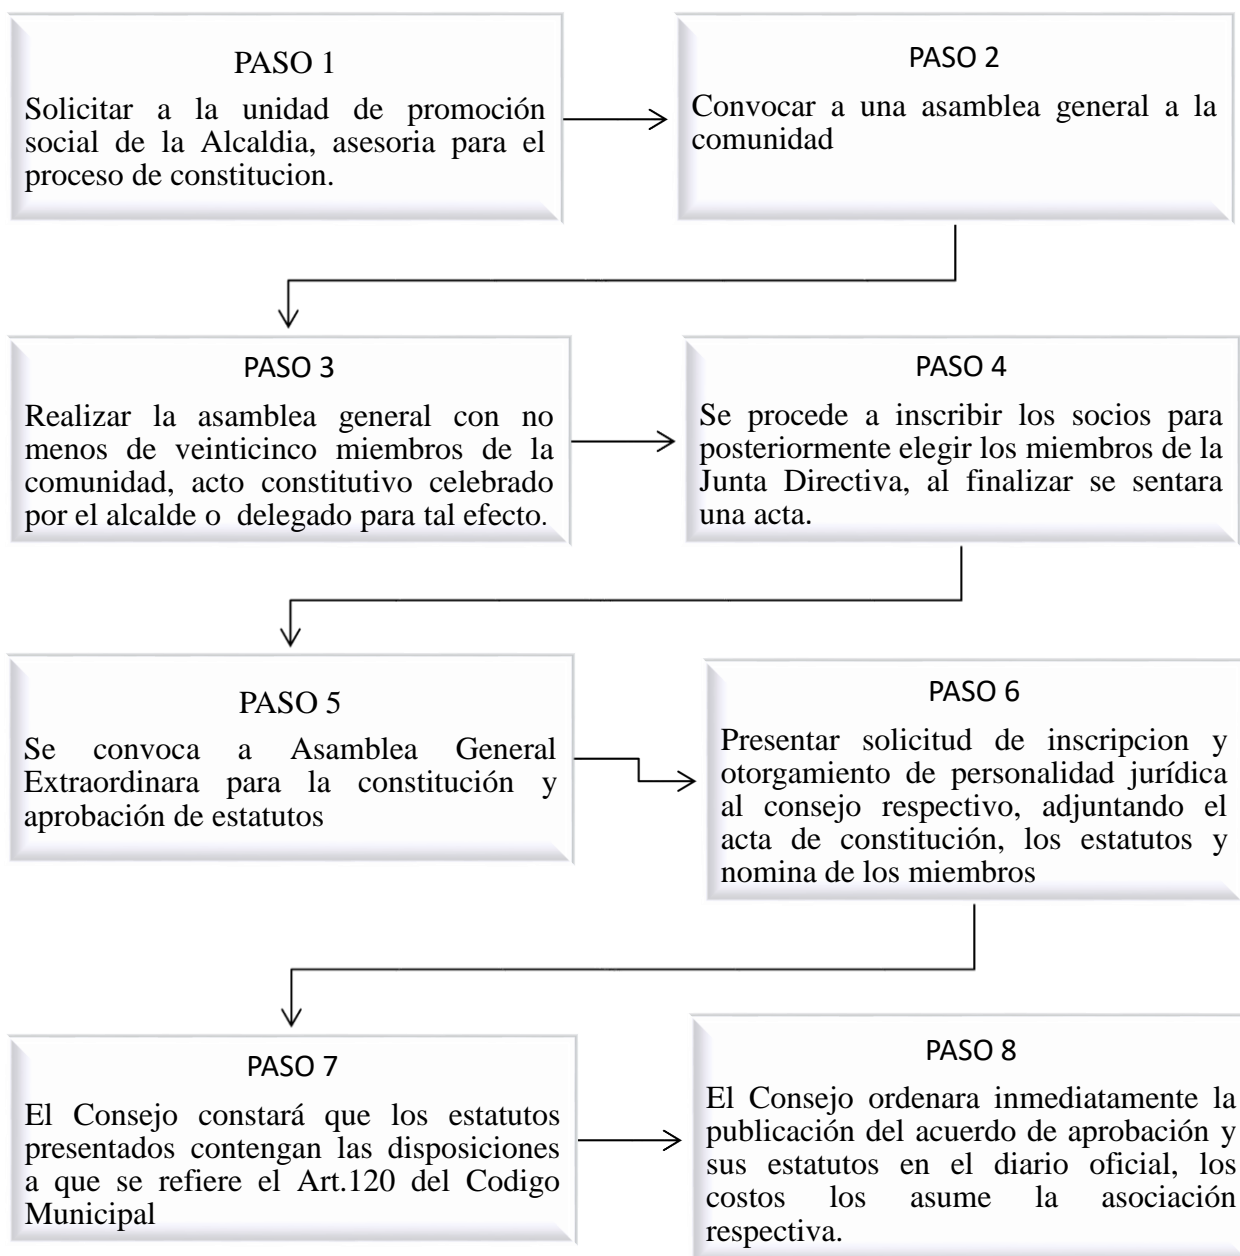 PASO 1
Solicitar a la unidad de promoción
social de la Alcaldia, asesoria para el
proceso de constitucion.
PASO 2
Convocar a una asamblea general a la
comunidad
PASO 3
Realizar la asamblea general con no
menos de veinticinco miembros de la
comunidad, acto constitutivo celebrado
por el alcalde o delegado para tal efecto.
PASO 4
Se procede a inscribir los socios para
posteriormente elegir los miembros de la
Junta Directiva, al finalizar se sentara
una acta.
PASO 5
Se convoca a Asamblea General
Extraordinara para la constitución y
aprobación de estatutos
PASO 6
Presentar solicitud de inscripcion y
otorgamiento de personalidad jurídica
al consejo respectivo, adjuntando el
acta de constitución, los estatutos y
nomina de los miembros
PASO 7
El Consejo constará que los estatutos
presentados contengan las disposiciones
a que se refiere el Art.120 del Codigo
Municipal
PASO 8
El Consejo ordenara inmediatamente la
publicación del acuerdo de aprobación y
sus estatutos en el diario oficial, los
costos los asume la asociación
respectiva.